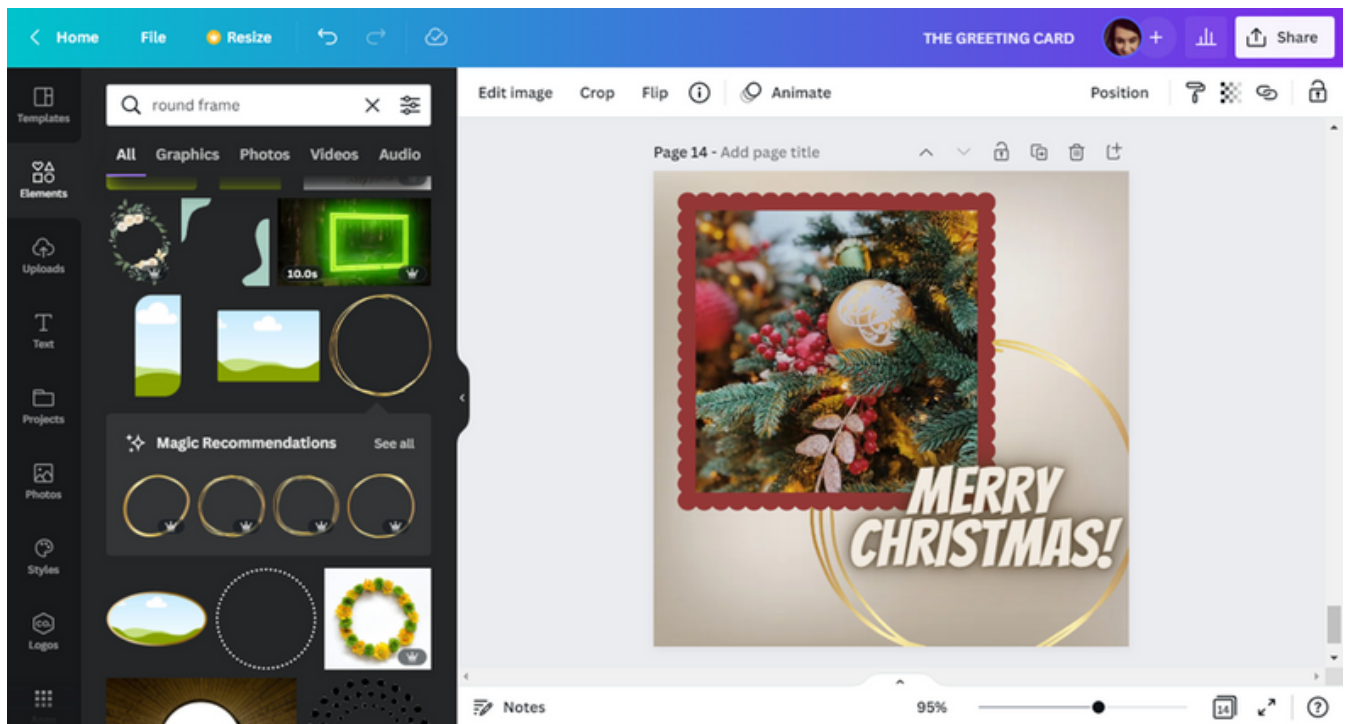 Home File Resize THE GREETING CARD + Share
Templates
Elements
Uploads
Text
Projects
Photos
Styles
CO.
Logos
round frame
All Graphics Photos Videos Audio
10.0s
Magic Recommendations See all
Edit image Crop Flip Animate Position
Page 14 - Add page title
MERRY
CHRISTMAS!
Notes 95% 14